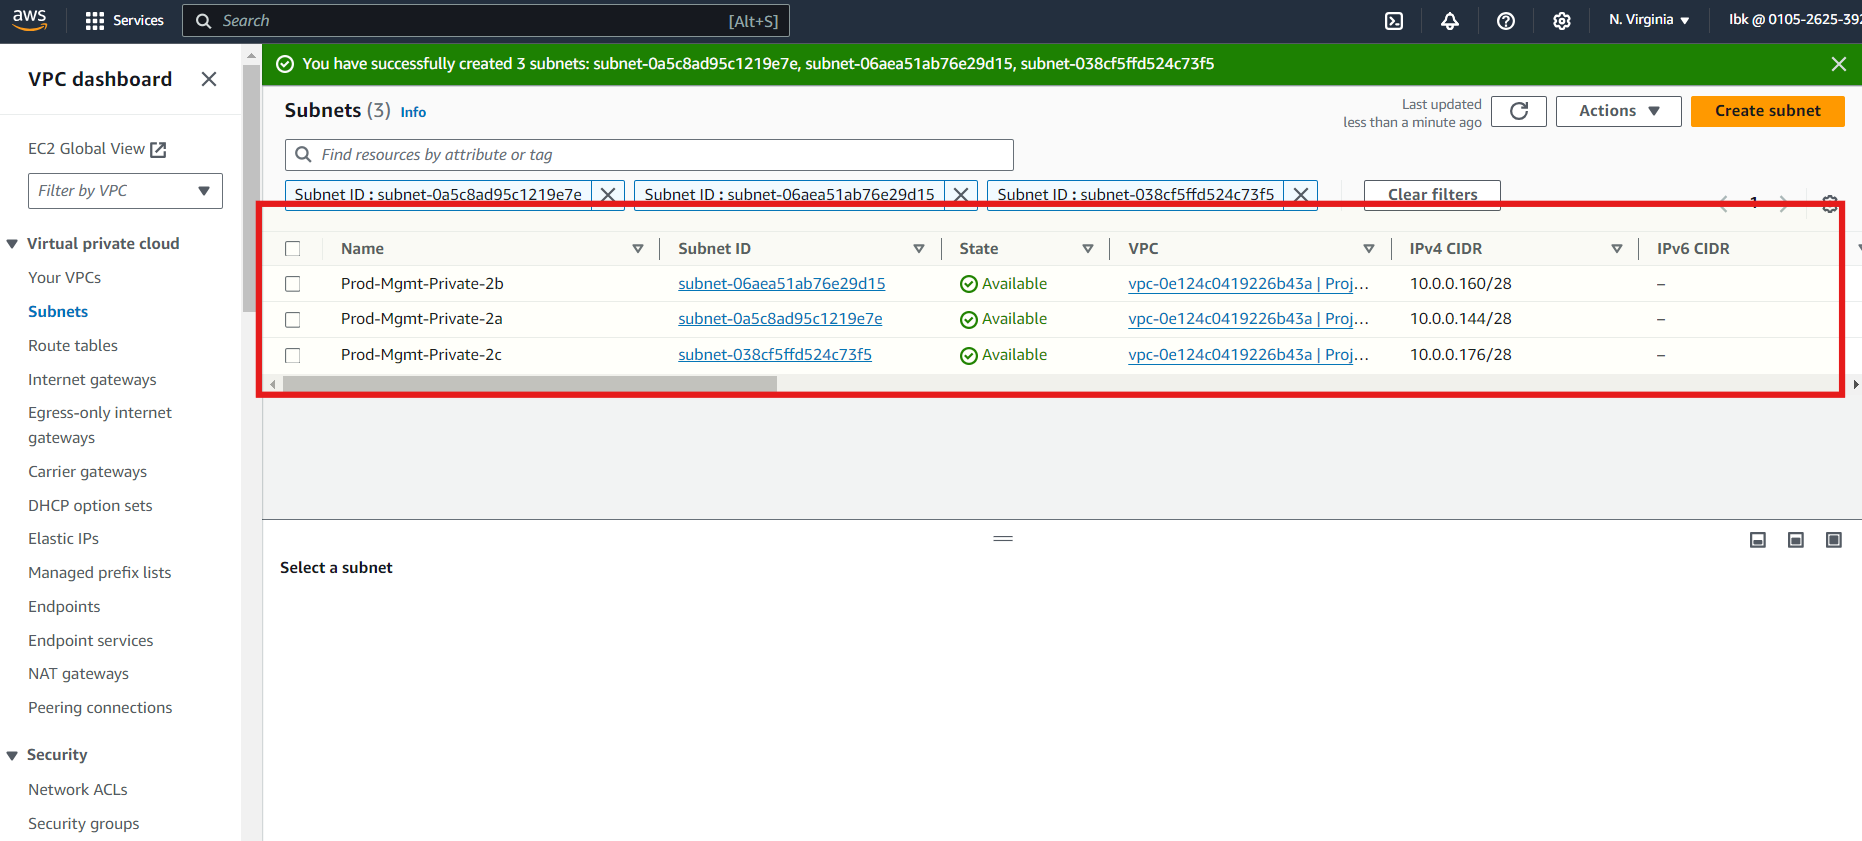 aws Services Search [Alt+S] N. Virginia Ibk @ 0105-2625-392
VPC dashboard
EC2 Global View
Filter by VPC
Virtual private cloud
Your VPCs
Subnets
Route tables
Internet gateways
Egress-only internet
gateways
Carrier gateways
DHCP option sets
Elastic IPs
Managed prefix lists
Endpoints
Endpoint services
NAT gateways
Peering connections
Security
Network ACLs
Security groups
You have successfully created 3 subnets: subnet-0a5c8ad95c1219e7e, subnet-06aea51ab76e29d15, subnet-038cf5ffd524c73f5
Subnets (3) Info
Last updated
less than a minute ago
Actions
Create subnet
Find resources by attribute or tag
Subnet ID : subnet-0a5c8ad95c1219e7e Subnet ID : subnet-06aea51ab76e29d15 Subnet ID : subnet-038cf5ffd524c73f5 Clear filters
1
Name Subnet ID State VPC IPv4 CIDR IPv6 CIDR
Prod-Mgmt-Private-2b subnet-06aea51ab76e29d15 Available vpc-0e124c0419226b43a | Proj... 10.0.0.160/28 –
Prod-Mgmt-Private-2a subnet-0a5c8ad95c1219e7e Available vpc-0e124c0419226b43a | Proj... 10.0.0.144/28 –
Prod-Mgmt-Private-2c subnet-038cf5ffd524c73f5 Available vpc-0e124c0419226b43a | Proj... 10.0.0.176/28 –
Select a subnet